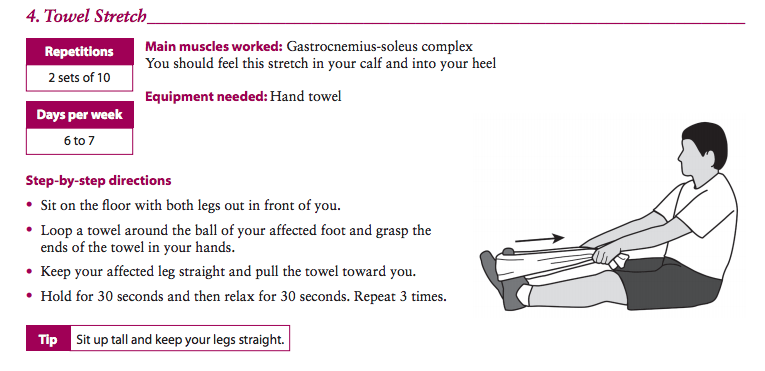 4. Towel Stretch
Repetitions
2 sets of 10
Days per week
6 to 7
Main muscles worked: Gastrocnemius-soleus complex
You should feel this stretch in your calf and into your heel
Equipment needed: Hand towel
Step-by-step directions
• Sit on the floor with both legs out in front of you.
• Loop a towel around the ball of your affected foot and grasp the
ends of the towel in your hands.
• Keep your affected leg straight and pull the towel toward you.
• Hold for 30 seconds and then relax for 30 seconds. Repeat 3 times.
Tip Sit up tall and keep your legs straight.